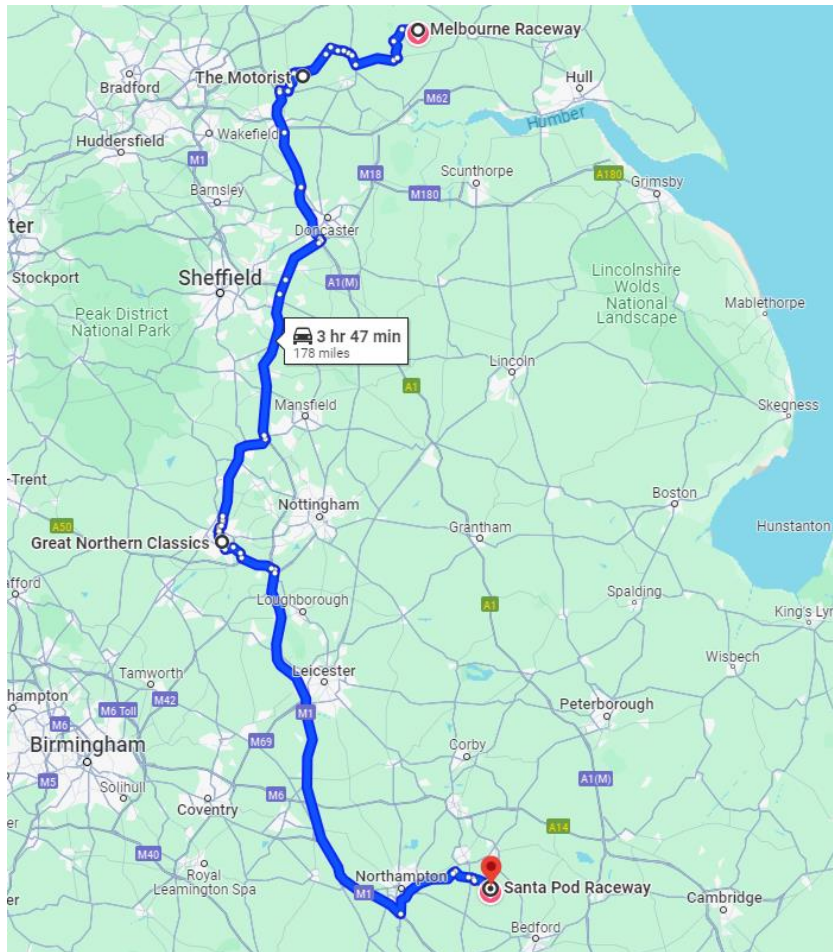 Melbourne Raceway
The Motorist
Bradford
Hull
M62
Humber
Wakefield
Huddersfield
M1
M18
Scunthorpe
A180
Barnsley
M180
Grimsby
ter
Doncaster
Stockport
Sheffield
A1(M)
Lincolnshire
Wolds
National
Landscape
Mablethorpe
Peak District
National Park
3 hr 47 min
178 miles
Lincoln
A1
Mansfield
Skegness
-Trent
Nottingham
Boston
A50
Grantham
Hunstanton
Great Northern Classics
afford
Loughborough
A1
Spalding
King's Lyn
Tamworth
Leicester
Wisbech
hampton
M6 Toll
M42
M1
Peterborough
M6
M69
Corby
Birmingham
A1(M)
M5
Solihull
M6
Coventry
A14
M40
Royal
Leamington Spa
Northampton
M1
Santa Pod Raceway
Cambridge
er
Bedford